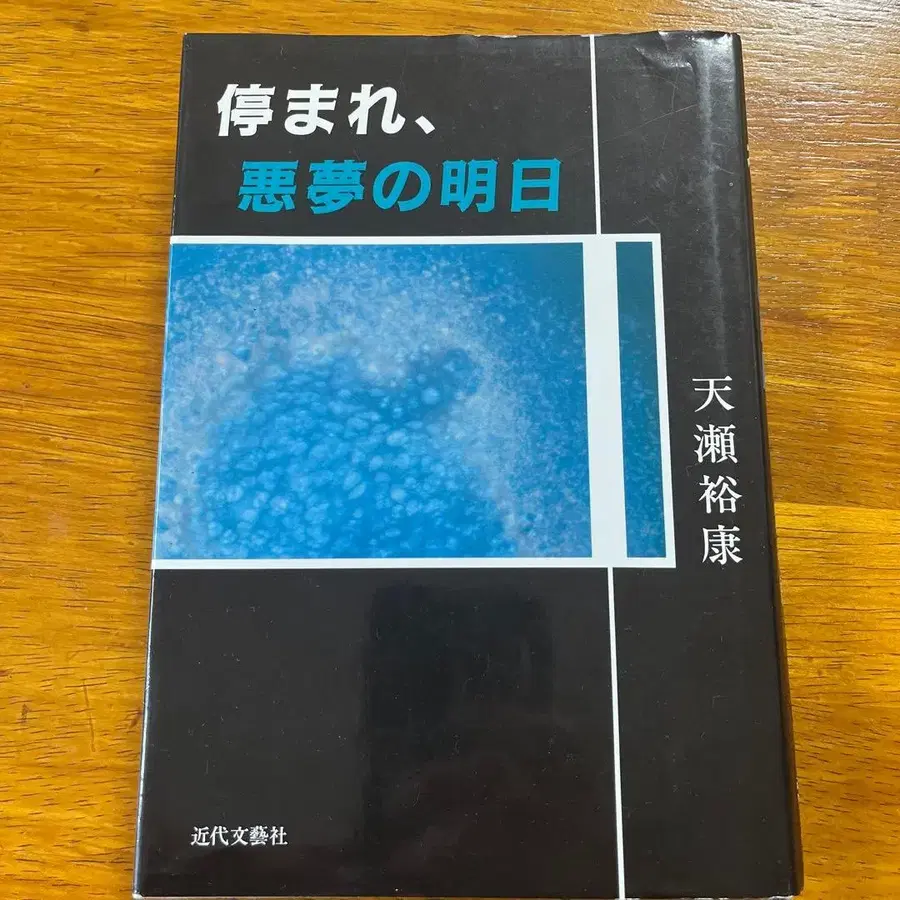 停まれ、
悪夢の明日
天瀬裕康
近代文藝社